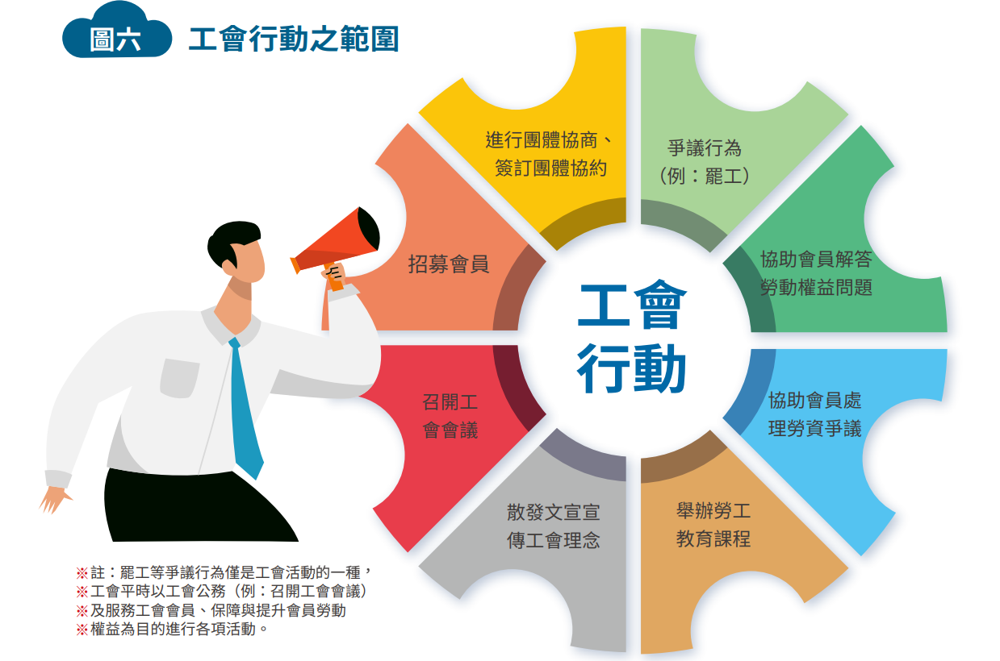 圖六
工會行動之範圍
進行團體協商、
簽訂團體協約
爭議行為
（例：罷工）
協助會員解答
勞動權益問題
協助會員處
理勞資爭議
舉辦勞工
教育課程
散發文宣宣
傳工會理念
召開工
會會議
招募會員
工會
行動
※註：罷工等爭議行為僅是工會活動的一種，
※工會平時以工會公務（例：召開工會會議）
※及服務工會會員、保障與提升會員勞動
※權益為目的進行各項活動。